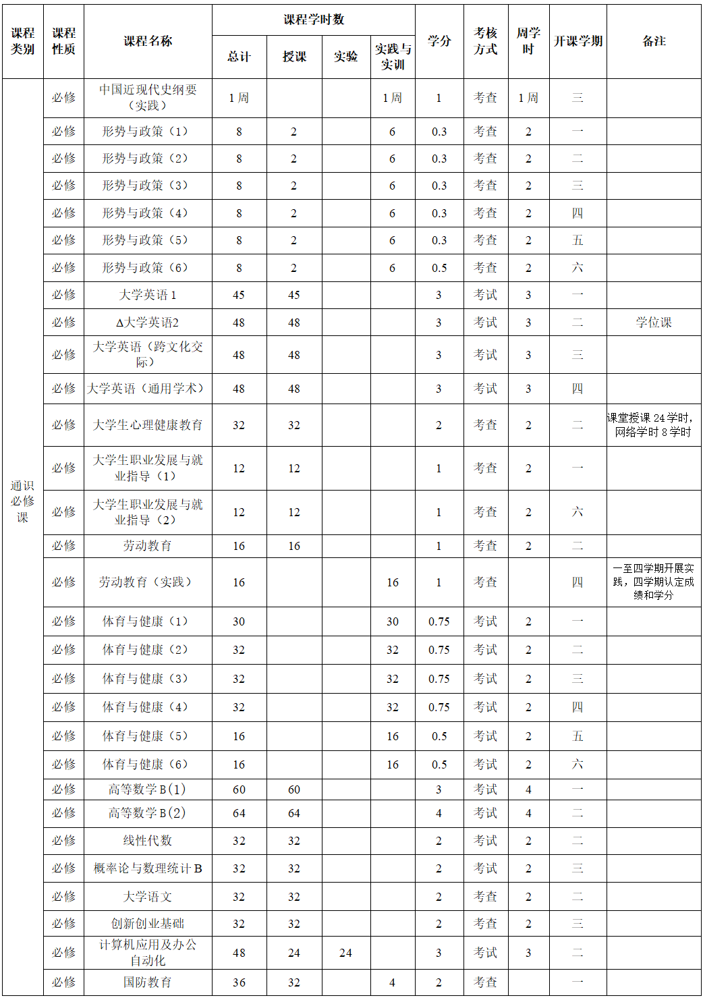 课程类别 课程性质 课程名称 课程学时数 学分 考核方式 周学时 开课学期 备注
总计 授课 实验 实践与实训
通识必修课
必修 中国近现代史纲要（实践） 1周 1周 1 考查 1周 三
必修 形势与政策（1） 8 2 6 0.3 考查 2 一
必修 形势与政策（2） 8 2 6 0.3 考查 2 二
必修 形势与政策（3） 8 2 6 0.3 考查 2 三
必修 形势与政策（4） 8 2 6 0.3 考查 2 四
必修 形势与政策（5） 8 2 6 0.3 考查 2 五
必修 形势与政策（6） 8 2 6 0.5 考查 2 六
必修 大学英语1 45 45 3 考试 3 一
必修 Δ大学英语2 48 48 3 考试 3 二 学位课
必修 大学英语（跨文化交际） 48 48 3 考试 3 三
必修 大学英语（通用学术） 48 48 3 考试 3 四
必修 大学生心理健康教育 32 32 2 考查 2 二 课堂授课24学时，网络学时8学时
必修 大学生职业发展与就业指导（1） 12 12 1 考查 2 一
必修 大学生职业发展与就业指导（2） 12 12 1 考查 2 六
必修 劳动教育 16 16 1 考查 2 二
必修 劳动教育（实践） 16 16 1 考查 四 一至四学期开展实践，四学期认定成绩和学分
必修 体育与健康（1） 30 30 0.75 考试 2 一
必修 体育与健康（2） 32 32 0.75 考试 2 二
必修 体育与健康（3） 32 32 0.75 考试 2 三
必修 体育与健康（4） 32 32 0.75 考试 2 四
必修 体育与健康（5） 16 16 0.5 考试 2 五
必修 体育与健康（6） 16 16 0.5 考试 2 六
必修 高等数学B(1) 60 60 3 考试 4 一
必修 高等数学B(2) 64 64 4 考试 4 二
必修 线性代数 32 32 2 考试 2 二
必修 概率论与数理统计B 32 32 2 考试 2 三
必修 大学语文 32 32 2 考查 2 二
必修 创新创业基础 32 32 2 考查 2 三
必修 计算机应用及办公自动化 48 24 24 3 考试 3 二
必修 国防教育 36 32 4 2 考查 一